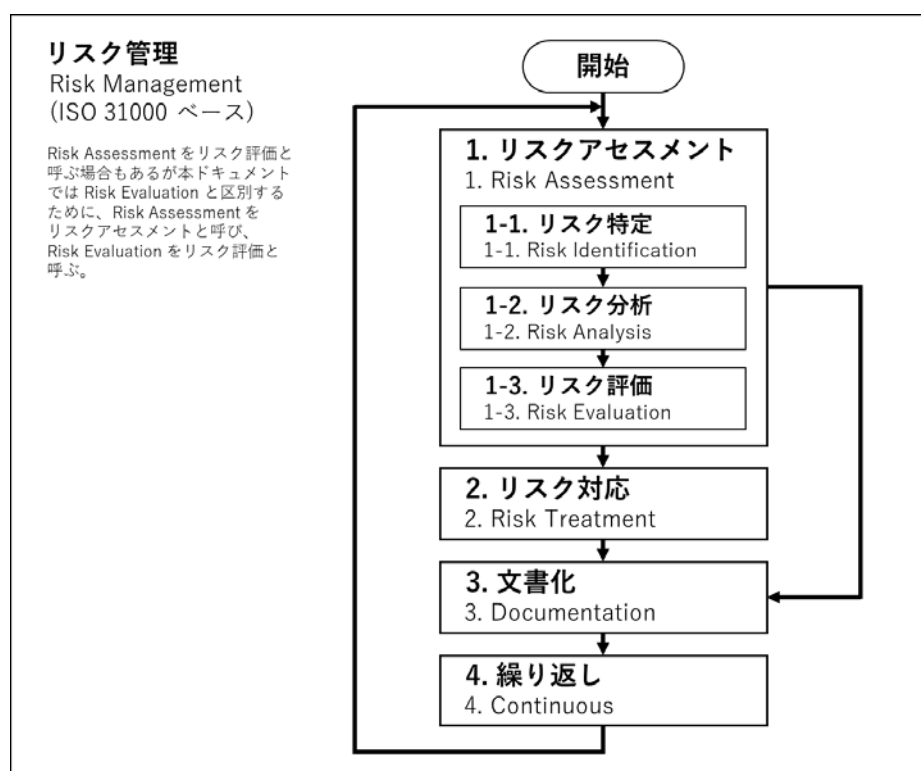 リスク管理
Risk Management
(ISO 31000 ベース)
Risk Assessment をリスク評価と
呼ぶ場合もあるが本ドキュメント
では Risk Evaluation と区別する
ために、Risk Assessment を
リスクアセスメントと呼び、
Risk Evaluation をリスク評価と
呼ぶ。
開始
1. リスクアセスメント
1. Risk Assessment
1-1. リスク特定
1-1. Risk Identification
1-2. リスク分析
1-2. Risk Analysis
1-3. リスク評価
1-3. Risk Evaluation
2. リスク対応
2. Risk Treatment
3. 文書化
3. Documentation
4. 繰り返し
4. Continuous